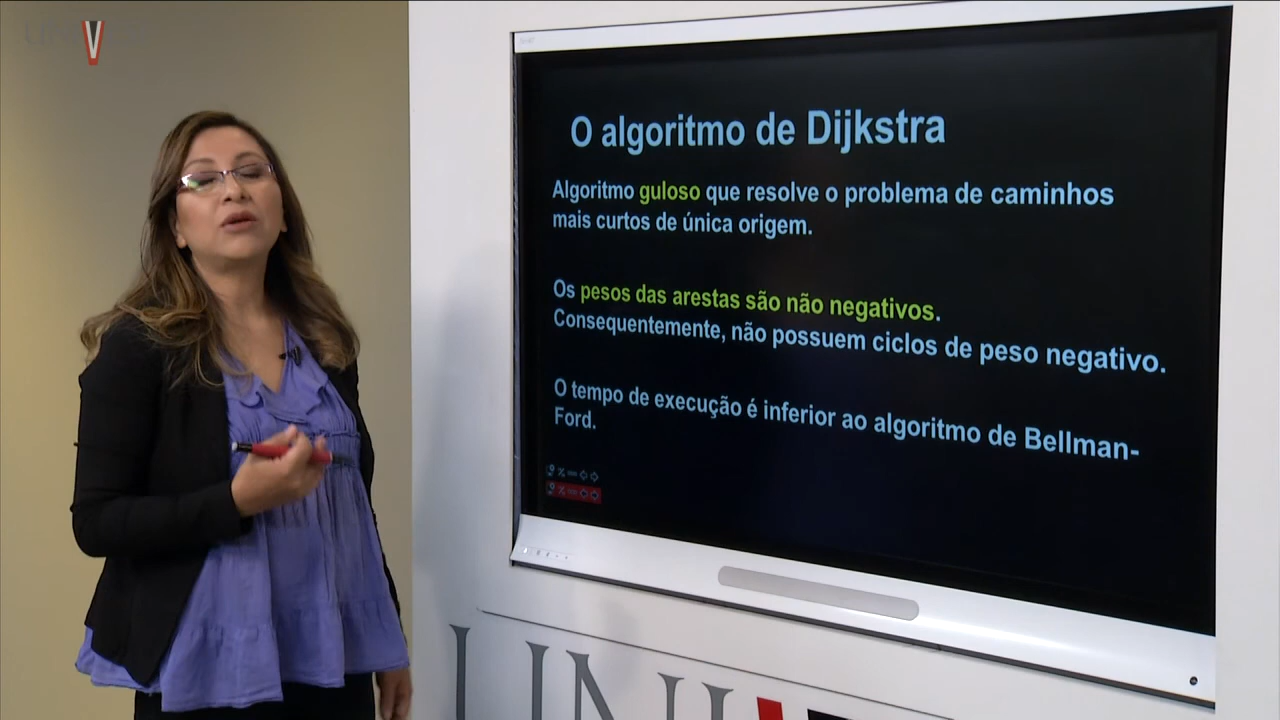 UNIV
O algoritmo de Dijkstra
Algoritmo guloso que resolve o problema de caminhos
mais curtos de única origem.
Os pesos das arestas são não negativos.
Consequentemente, não possuem ciclos de peso negativo.
O tempo de execução é inferior ao algoritmo de Bellman-
Ford.
UNIV